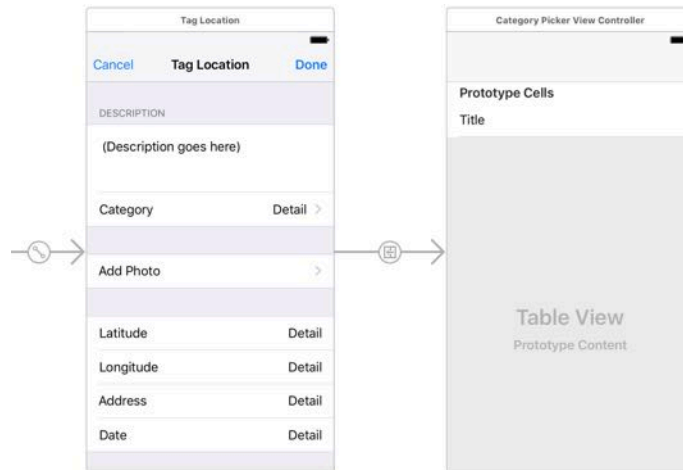 Tag Location
Cancel Tag Location Done
DESCRIPTION
(Description goes here)
Category Detail
Add Photo
Latitude Detail
Longitude Detail
Address Detail
Date Detail
Category Picker View Controller
Prototype Cells
Title
Table View
Prototype Content